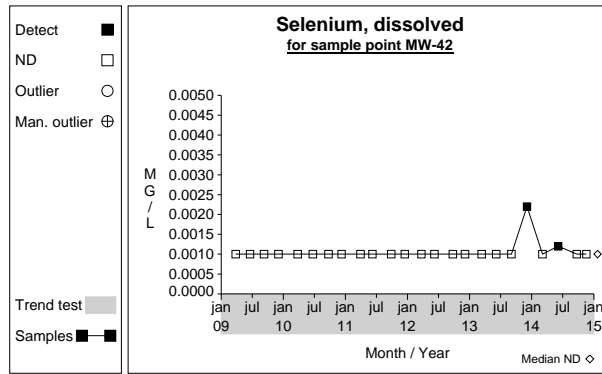 Detect
ND
Outlier
Man. outlier
Trend test
Samples
Selenium, dissolved
for sample point MW-42
M
G
/
L
0.0050
0.0045
0.0040
0.0035
0.0030
0.0025
0.0020
0.0015
0.0010
0.0005
0.0000
jan jul jan jul jan jul jan jul jan jul jan jul jan
09 10 11 12 13 14 15
Month / Year
Median ND